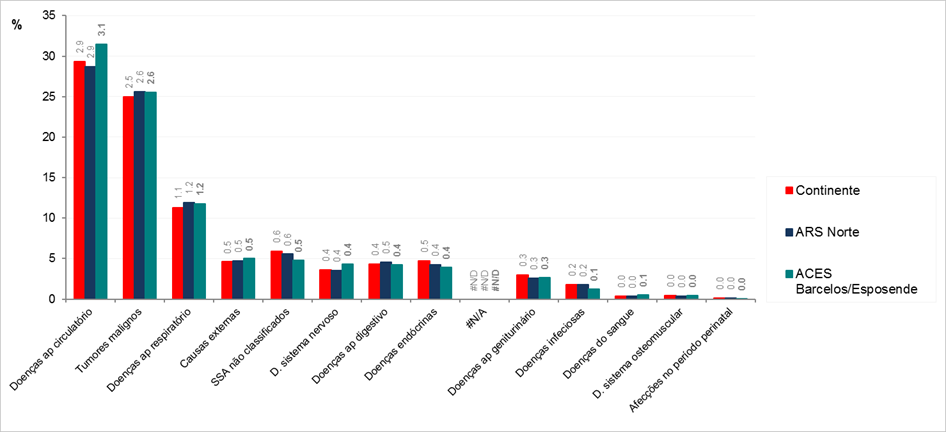 %
35
30
25
20
15
10
5
0
2.9 2.9 3.1
2.5 2.6 2.6
1.1 1.2 1.2
0.5 0.5 0.5
0.6 0.6 0.5
0.4 0.4 0.4
0.4 0.5 0.4
0.5 0.4 0.4
#ND #ND #N/D
0.3 0.3 0.3
0.2 0.2 0.1
0.0 0.0 0.1
0.0 0.0 0.0
0.0 0.0 0.0
Doenças ap circulatório
Tumores malignos
Doenças ap respiratório
Causas externas
SSA não classificados
D. sistema nervoso
Doenças ap digestivo
Doenças endócrinas
#N/A
Doenças ap geniturinário
Doenças infeciosas
Doenças do sangue
D. sistema osteomuscular
Afecções no período perinatal
Continente
ARS Norte
ACES
Barcelos/Esposende